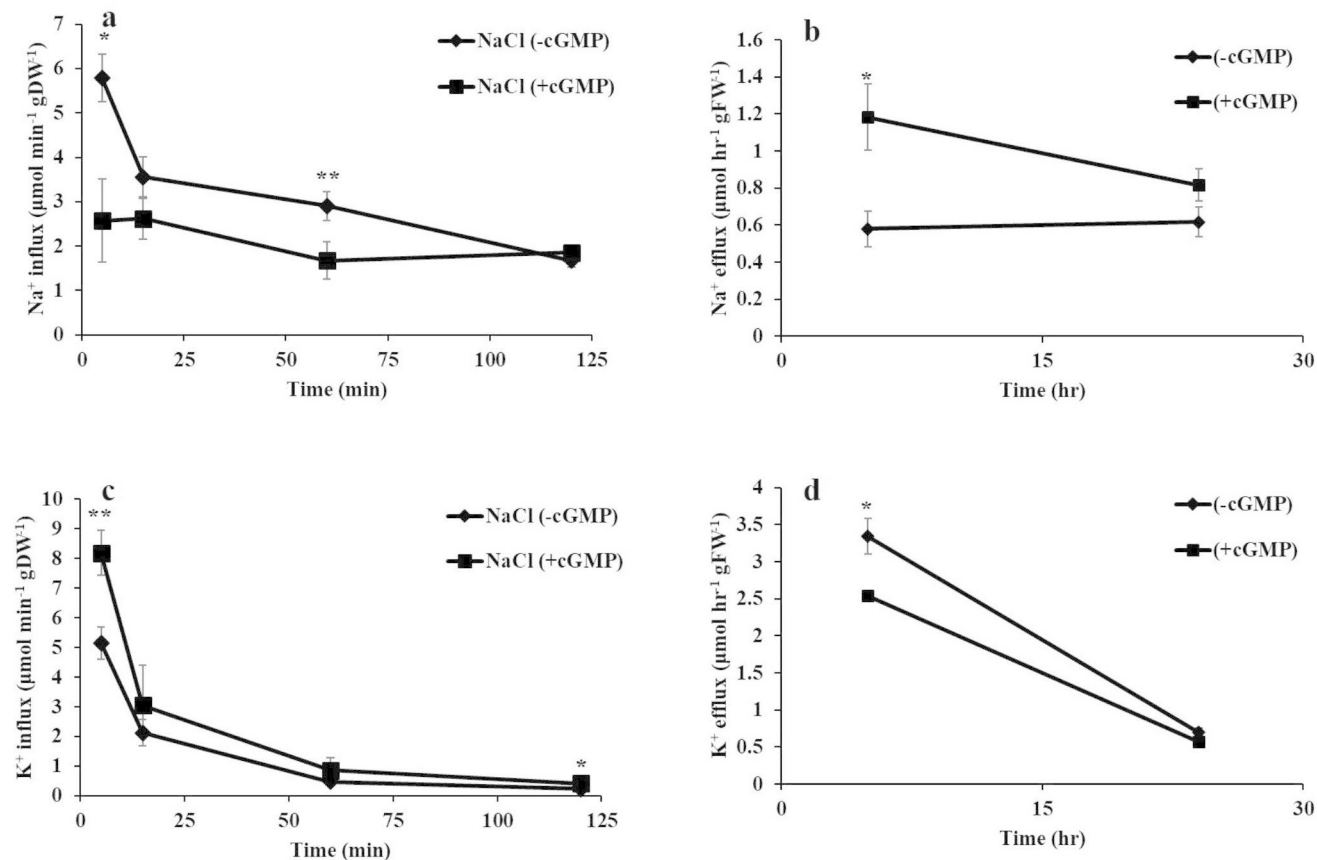 a
7
6
5
4
3
2
1
0
*
**
NaCl (-cGMP)
NaCl (+cGMP)
Na⁺ influx (µmol min⁻¹ gDW⁻¹)
0 25 50 75 100 125
Time (min)
b
1.6
1.4
1.2
1
0.8
0.6
0.4
0.2
0
*
(-cGMP)
(+cGMP)
Na⁺ efflux (µmol hr⁻¹ gFW⁻¹)
0 15 30
Time (hr)
c
10
9
8
7
6
5
4
3
2
1
0
**
*
NaCl (-cGMP)
NaCl (+cGMP)
K⁺ influx (µmol min⁻¹ gDW⁻¹)
0 25 50 75 100 125
Time (min)
d
4
3.5
3
2.5
2
1.5
1
0.5
0
*
(-cGMP)
(+cGMP)
K⁺ efflux (µmol hr⁻¹ gFW⁻¹)
0 15 30
Time (hr)